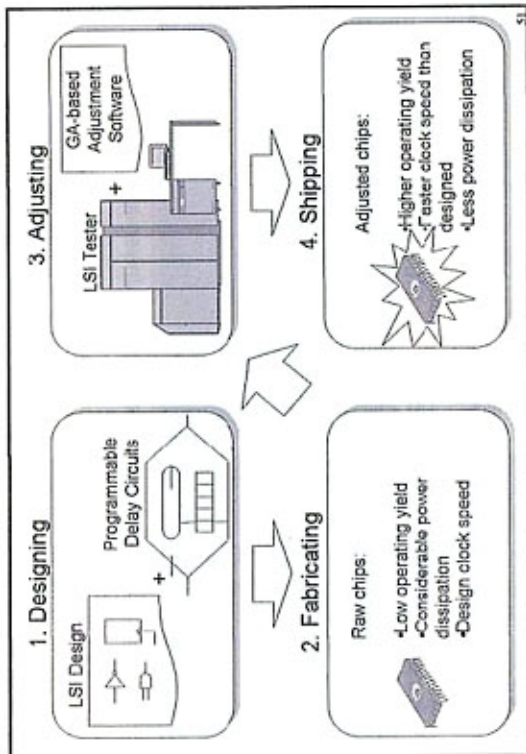 1. Designing
LSI Design
+
Programmable
Delay Circuits
2. Fabricating
Raw chips:
•Low operating yield
•Considerable power
dissipation
•Design clock speed
3. Adjusting
LSI Tester
+
GA-based
Adjustment
Software
4. Shipping
Adjusted chips:
•Higher operating yield
•Faster clock speed than
designed
•Less power dissipation
51